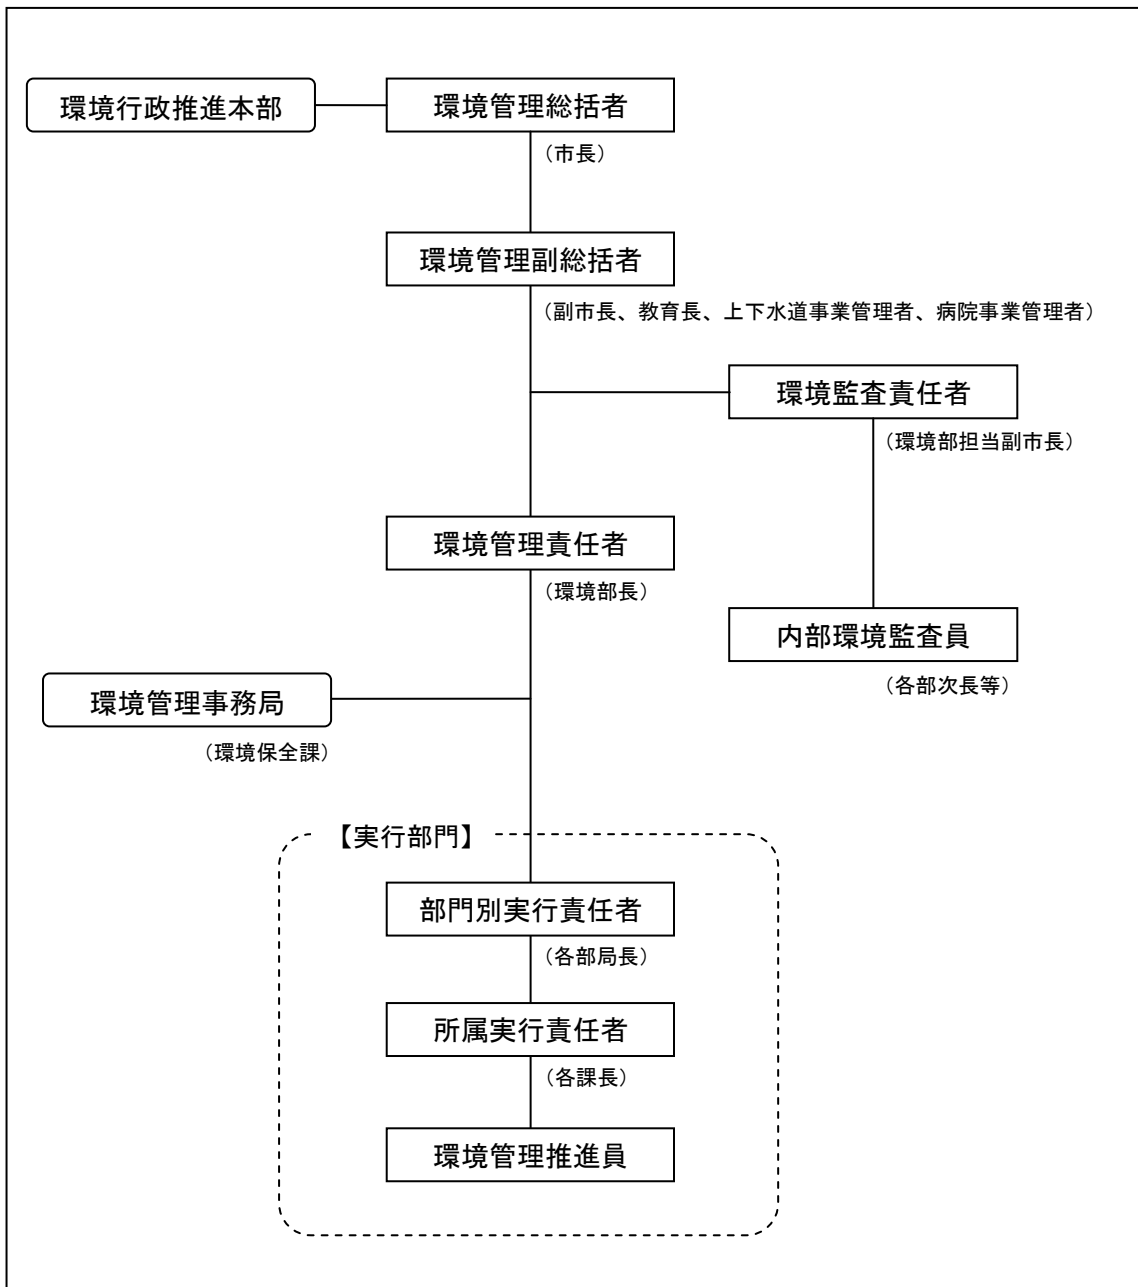 環境行政推進本部
環境管理総括者
（市長）
環境管理副総括者
（副市長、教育長、上下水道事業管理者、病院事業管理者）
環境監査責任者
（環境部担当副市長）
環境管理責任者
（環境部長）
内部環境監査員
（各部次長等）
環境管理事務局
（環境保全課）
【実行部門】
部門別実行責任者
（各部局長）
所属実行責任者
（各課長）
環境管理推進員